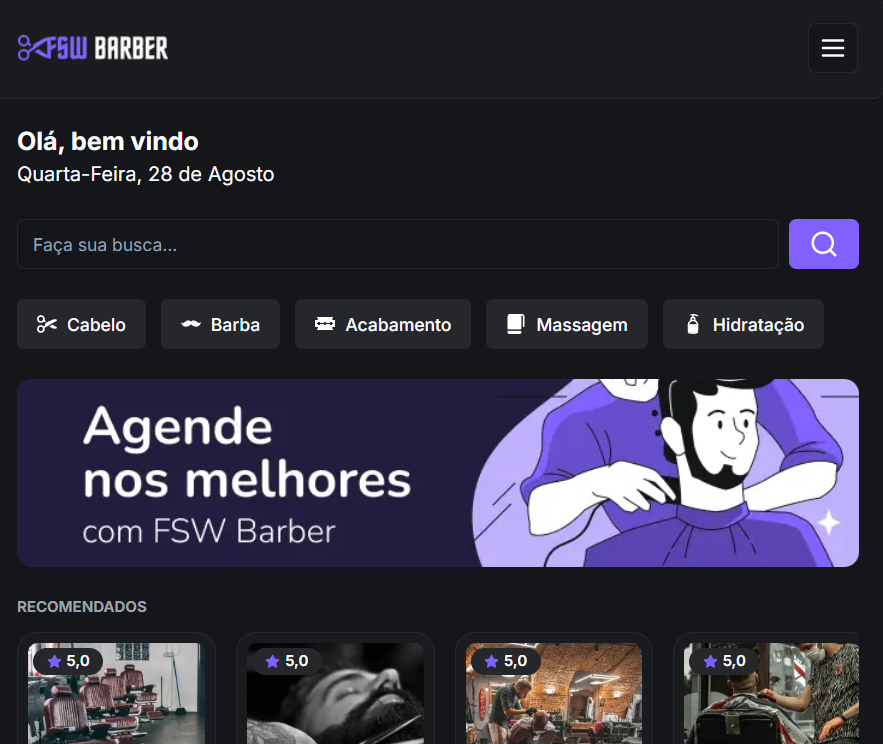 FSW BARBER
Olá, bem vindo
Quarta-Feira, 28 de Agosto
Faça sua busca...
Cabelo
Barba
Acabamento
Massagem
Hidratação
Agende
nos melhores
com FSW Barber
RECOMENDADOS
5,0
5,0
5,0
5,0